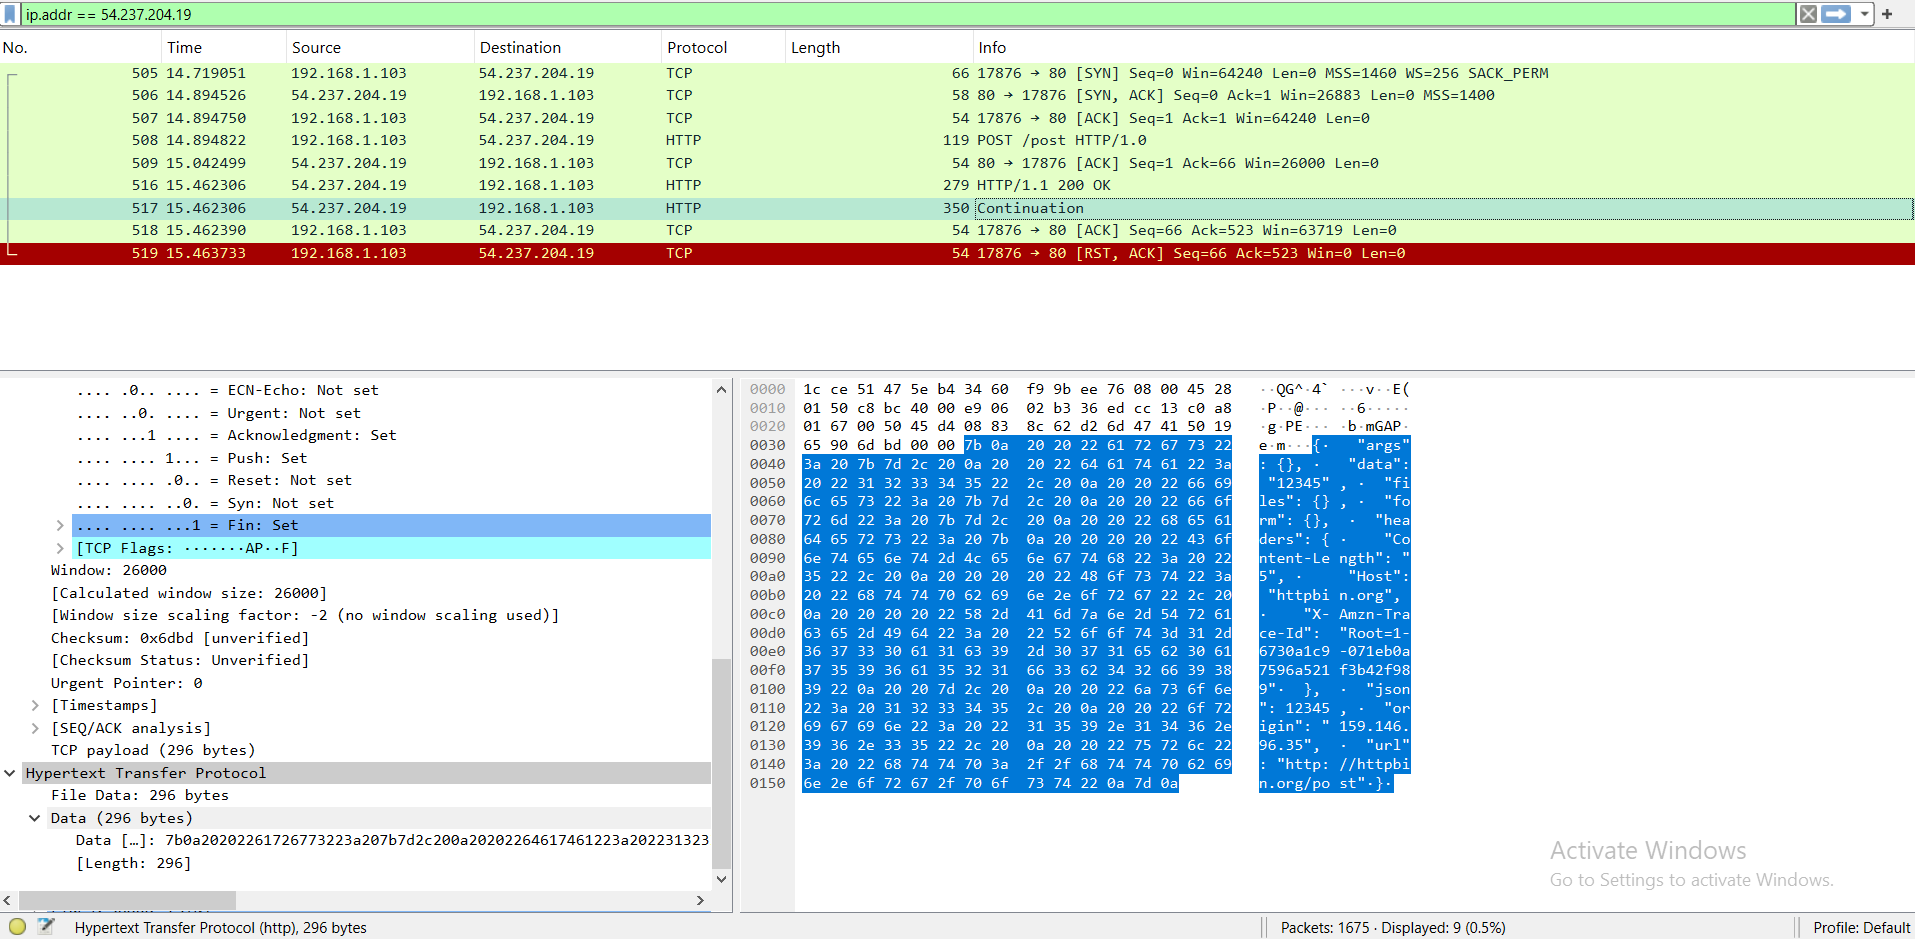 ip.addr == 54.237.204.19
No. Time Source Destination Protocol Length Info
505 14.719051 192.168.1.103 54.237.204.19 TCP 66 17876 → 80 [SYN] Seq=0 Win=64240 Len=0 MSS=1460 WS=256 SACK_PERM
506 14.894526 54.237.204.19 192.168.1.103 TCP 58 80 → 17876 [SYN, ACK] Seq=0 Ack=1 Win=26883 Len=0 MSS=1400
507 14.894750 192.168.1.103 54.237.204.19 TCP 54 17876 → 80 [ACK] Seq=1 Ack=1 Win=64240 Len=0
508 14.894822 192.168.1.103 54.237.204.19 HTTP 119 POST /post HTTP/1.0
509 15.042499 54.237.204.19 192.168.1.103 TCP 54 80 → 17876 [ACK] Seq=1 Ack=66 Win=26000 Len=0
516 15.462306 54.237.204.19 192.168.1.103 HTTP 279 HTTP/1.1 200 OK
517 15.462306 54.237.204.19 192.168.1.103 HTTP 350 Continuation
518 15.462390 192.168.1.103 54.237.204.19 TCP 54 17876 → 80 [ACK] Seq=66 Ack=523 Win=63719 Len=0
519 15.463733 192.168.1.103 54.237.204.19 TCP 54 17876 → 80 [RST, ACK] Seq=66 Ack=523 Win=0 Len=0
.... .0.. .... = ECN-Echo: Not set
.... ..0. .... = Urgent: Not set
.... ...1 .... = Acknowledgment: Set
.... .... 1... = Push: Set
.... .... .0.. = Reset: Not set
.... .... ..0. = Syn: Not set
.... .... ...1 = Fin: Set
[TCP Flags: ·······AP··F]
Window: 26000
[Calculated window size: 26000]
[Window size scaling factor: -2 (no window scaling used)]
Checksum: 0x6dbd [unverified]
[Checksum Status: Unverified]
Urgent Pointer: 0
[Timestamps]
[SEQ/ACK analysis]
TCP payload (296 bytes)
Hypertext Transfer Protocol
File Data: 296 bytes
Data (296 bytes)
Data […]: 7b0a20202261726773223a207b7d2c200a20202264617461223a202231323
[Length: 296]
0000 1c ce 51 47 5e b4 34 60 f9 9b ee 76 08 00 45 28 ··QG^·4` ···v··E(
0010 01 50 c8 bc 40 00 e9 06 02 b3 36 ed cc 13 c0 a8 ·P··@··· ··6·····
0020 01 67 00 50 45 d4 08 83 8c 62 d2 6d 47 41 50 19 ·g·PE··· ·b·mGAP·
0030 65 90 6d bd 00 00 7b 0a 20 20 22 61 72 67 73 22 e·m···{· "args"
0040 3a 20 7b 7d 2c 20 0a 20 20 22 64 61 74 61 22 3a : {}, · "data":
0050 20 22 31 32 33 34 35 22 2c 20 0a 20 20 22 66 69 "12345" , · "fi
0060 6c 65 73 22 3a 20 7b 7d 2c 20 0a 20 20 22 66 6f les": {} , · "fo
0070 72 6d 22 3a 20 7b 7d 2c 20 0a 20 20 22 68 65 61 rm": {}, · "hea
0080 64 65 72 73 22 3a 20 7b 0a 20 20 20 20 22 43 6f ders": { · "Co
0090 6e 74 65 6e 74 2d 4c 65 6e 67 74 68 22 3a 20 22 ntent-Le ngth": "
00a0 35 22 2c 20 0a 20 20 20 20 22 48 6f 73 74 22 3a 5", · "Host":
00b0 20 22 68 74 74 70 62 69 6e 2e 6f 72 67 22 2c 20 "httpbi n.org",
00c0 0a 20 20 20 20 22 58 2d 41 6d 7a 6e 2d 54 72 61 · "X- Amzn-Tra
00d0 63 65 2d 49 64 22 3a 20 22 52 6f 6f 74 3d 31 2d ce-Id": "Root=1-
00e0 36 37 33 30 61 31 63 39 2d 30 37 31 65 62 30 61 6730a1c9 -071eb0a
00f0 37 35 39 36 61 35 32 31 66 33 62 34 32 66 39 38 7596a521 f3b42f98
0100 39 22 0a 20 20 7d 2c 20 0a 20 20 22 6a 73 6f 6e 9"· }, · "json
0110 22 3a 20 31 32 33 34 35 2c 20 0a 20 20 22 6f 72 ": 12345 , · "or
0120 69 67 69 6e 22 3a 20 22 31 35 39 2e 31 34 36 2e igin": " 159.146.
0130 39 36 2e 33 35 22 2c 20 0a 20 20 22 75 72 6c 22 96.35", · "url"
0140 3a 20 22 68 74 74 70 3a 2f 2f 68 74 74 70 62 69 : "http: //httpbi
0150 6e 2e 6f 72 67 2f 70 6f 73 74 22 0a 7d 0a n.org/po st"·}·
Activate Windows
Go to Settings to activate Windows.
Hypertext Transfer Protocol (http), 296 bytes
Packets: 1675 · Displayed: 9 (0.5%)
Profile: Default